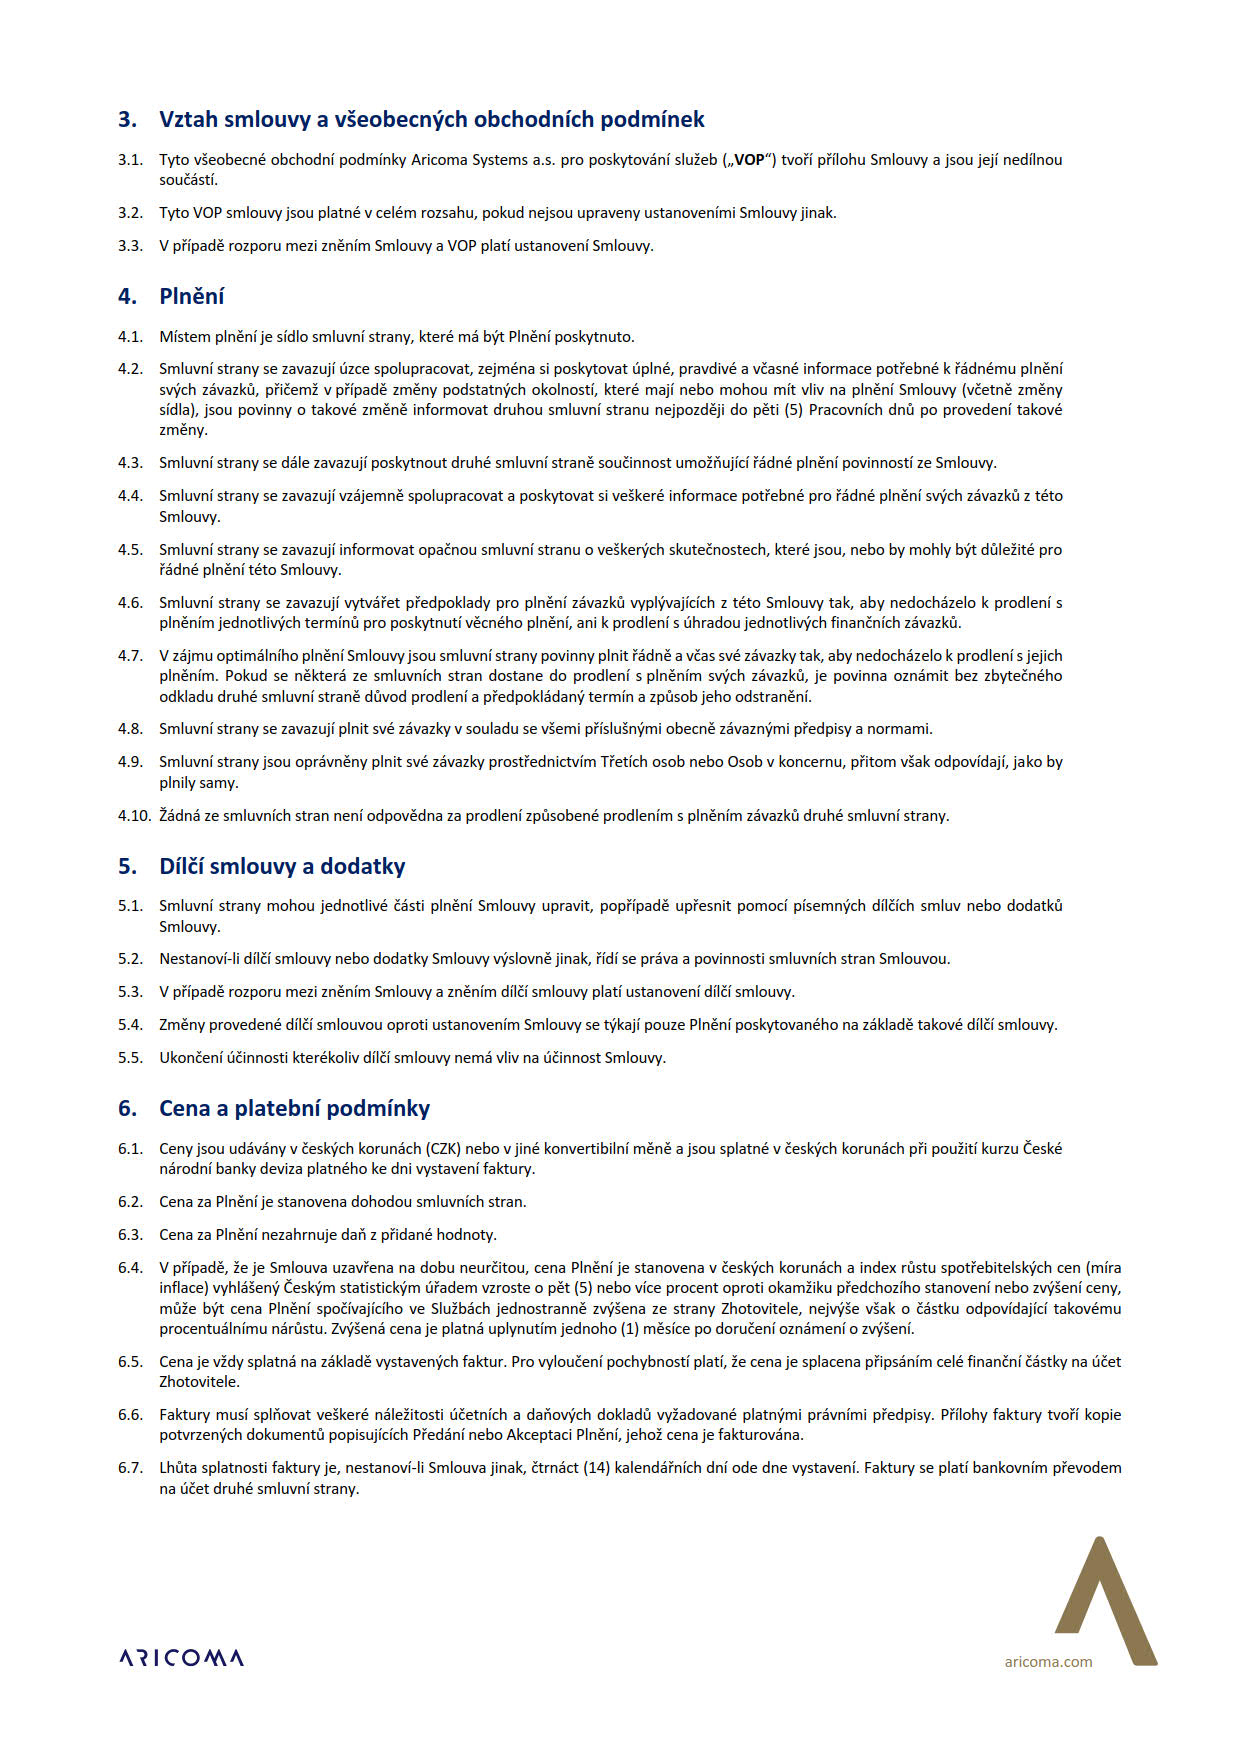 3. Vztah smlouvy a všeobecných obchodních podmínek
3.1. Tyto všeobecné obchodní podmínky Aricoma Systems a.s. pro poskytování služeb („VOP“) tvoří přílohu Smlouvy a jsou její nedílnou
součástí.
3.2. Tyto VOP smlouvy jsou platné v celém rozsahu, pokud nejsou upraveny ustanoveními Smlouvy jinak.
3.3. V případě rozporu mezi zněním Smlouvy a VOP platí ustanovení Smlouvy.
4. Plnění
4.1. Místem plnění je sídlo smluvní strany, které má být Plnění poskytnuto.
4.2. Smluvní strany se zavazují úzce spolupracovat, zejména si poskytovat úplné, pravdivé a včasné informace potřebné k řádnému plnění
svých závazků, přičemž v případě změny podstatných okolností, které mají nebo mohou mít vliv na plnění Smlouvy (včetně změny
sídla), jsou povinny o takové změně informovat druhou smluvní stranu nejpozději do pěti (5) Pracovních dnů po provedení takové
změny.
4.3. Smluvní strany se dále zavazují poskytnout druhé smluvní straně součinnost umožňující řádné plnění povinností ze Smlouvy.
4.4. Smluvní strany se zavazují vzájemně spolupracovat a poskytovat si veškeré informace potřebné pro řádné plnění svých závazků z této
Smlouvy.
4.5. Smluvní strany se zavazují informovat opačnou smluvní stranu o veškerých skutečnostech, které jsou, nebo by mohly být důležité pro
řádné plnění této Smlouvy.
4.6. Smluvní strany se zavazují vytvářet předpoklady pro plnění závazků vyplývajících z této Smlouvy tak, aby nedocházelo k prodlení s
plněním jednotlivých termínů pro poskytnutí věcného plnění, ani k prodlení s úhradou jednotlivých finančních závazků.
4.7. V zájmu optimálního plnění Smlouvy jsou smluvní strany povinny plnit řádně a včas své závazky tak, aby nedocházelo k prodlení s jejich
plněním. Pokud se některá ze smluvních stran dostane do prodlení s plněním svých závazků, je povinna oznámit bez zbytečného
odkladu druhé smluvní straně důvod prodlení a předpokládaný termín a způsob jeho odstranění.
4.8. Smluvní strany se zavazují plnit své závazky v souladu se všemi příslušnými obecně závaznými předpisy a normami.
4.9. Smluvní strany jsou oprávněny plnit své závazky prostřednictvím Třetích osob nebo Osob v koncernu, přitom však odpovídají, jako by
plnily samy.
4.10. Žádná ze smluvních stran není odpovědna za prodlení způsobené prodlením s plněním závazků druhé smluvní strany.
5. Dílčí smlouvy a dodatky
5.1. Smluvní strany mohou jednotlivé části plnění Smlouvy upravit, popřípadě upřesnit pomocí písemných dílčích smluv nebo dodatků
Smlouvy.
5.2. Nestanoví-li dílčí smlouvy nebo dodatky Smlouvy výslovně jinak, řídí se práva a povinnosti smluvních stran Smlouvou.
5.3. V případě rozporu mezi zněním Smlouvy a zněním dílčí smlouvy platí ustanovení dílčí smlouvy.
5.4. Změny provedené dílčí smlouvou oproti ustanovením Smlouvy se týkají pouze Plnění poskytovaného na základě takové dílčí smlouvy.
5.5. Ukončení účinnosti kterékoliv dílčí smlouvy nemá vliv na účinnost Smlouvy.
6. Cena a platební podmínky
6.1. Ceny jsou udávány v českých korunách (CZK) nebo v jiné konvertibilní měně a jsou splatné v českých korunách při použití kurzu České
národní banky deviza platného ke dni vystavení faktury.
6.2. Cena za Plnění je stanovena dohodou smluvních stran.
6.3. Cena za Plnění nezahrnuje daň z přidané hodnoty.
6.4. V případě, že je Smlouva uzavřena na dobu neurčitou, cena Plnění je stanovena v českých korunách a index růstu spotřebitelských cen (míra
inflace) vyhlášený Českým statistickým úřadem vzroste o pět (5) nebo více procent oproti okamžiku předchozího stanovení nebo zvýšení ceny,
může být cena Plnění spočívajícího ve Službách jednostranně zvýšena ze strany Zhotovitele, nejvýše však o částku odpovídající takovému
procentuálnímu nárůstu. Zvýšená cena je platná uplynutím jednoho (1) měsíce po doručení oznámení o zvýšení.
6.5. Cena je vždy splatná na základě vystavených faktur. Pro vyloučení pochybností platí, že cena je splacena připsáním celé finanční částky na účet
Zhotovitele.
6.6. Faktury musí splňovat veškeré náležitosti účetních a daňových dokladů vyžadované platnými právními předpisy. Přílohy faktury tvoří kopie
potvrzených dokumentů popisujících Předání nebo Akceptaci Plnění, jehož cena je fakturována.
6.7. Lhůta splatnosti faktury je, nestanoví-li Smlouva jinak, čtrnáct (14) kalendářních dní ode dne vystavení. Faktury se platí bankovním převodem
na účet druhé smluvní strany.
ARICOMA
aricoma.com